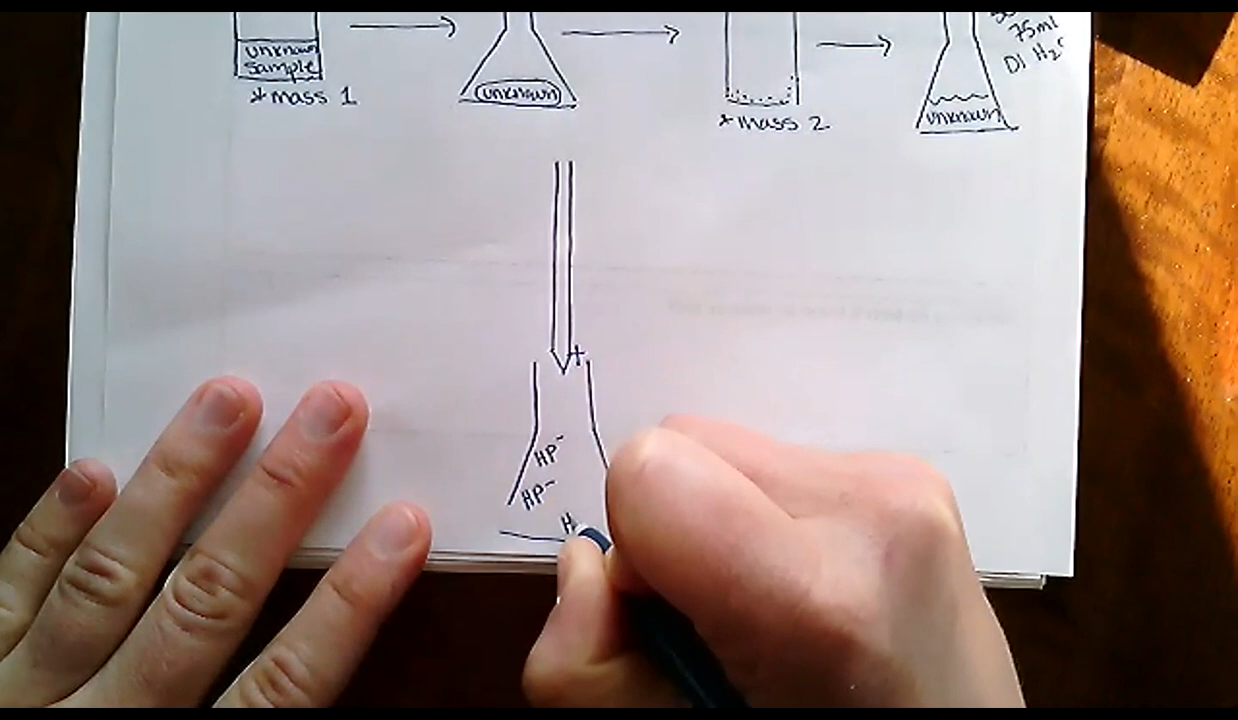 unknown
sample
*mass 1
unknown
*mass 2
75ml
DI H₂
unknown
+
HP⁻
HP⁻
H